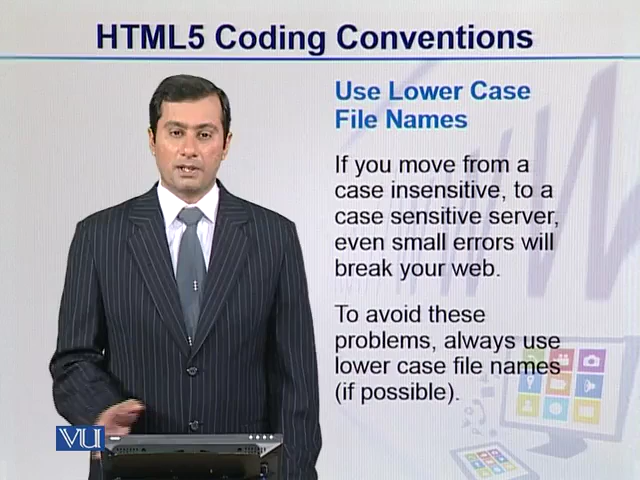 HTML5 Coding Conventions
Use Lower Case
File Names
If you move from a
case insensitive, to a
case sensitive server,
even small errors will
break your web.
To avoid these
problems, always use
lower case file names
(if possible).
VU